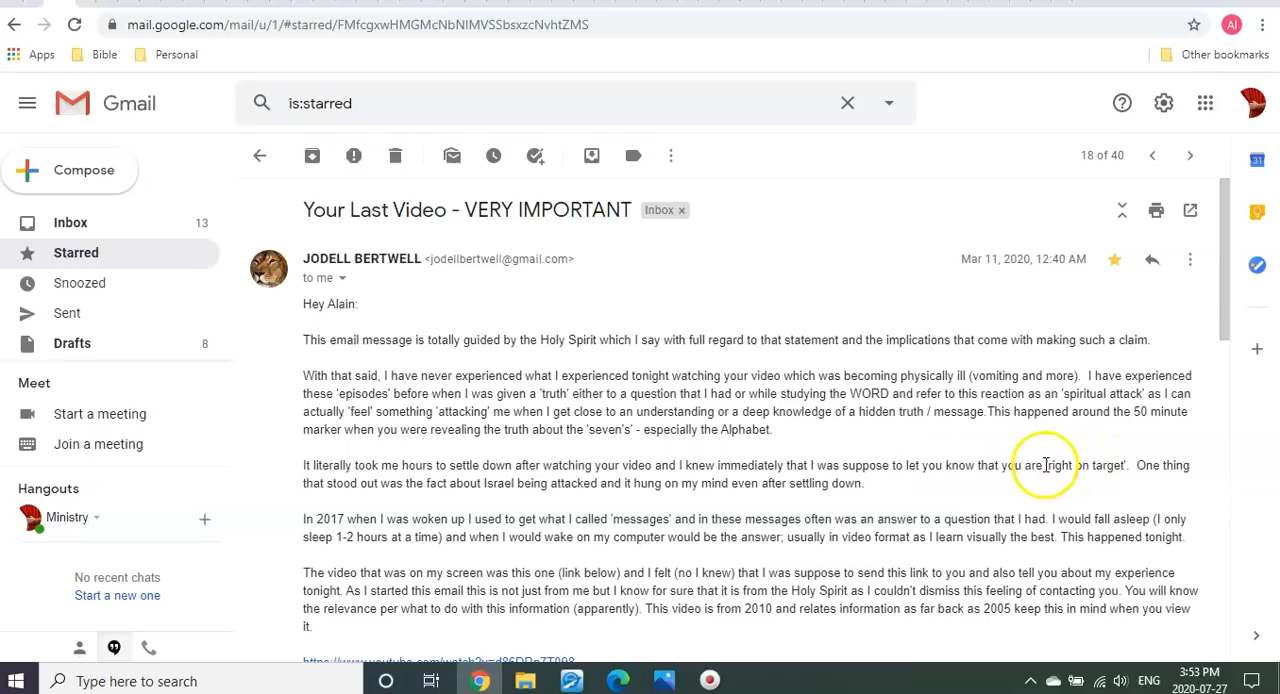 mail.google.com/mail/u/1/#starred/FMfcgxwHMGMcNbNlMVSSbsxzcNvhtZMS
AI
Apps
Bible
Personal
Other bookmarks
Gmail
is:starred
Compose
18 of 40
31
Your Last Video - VERY IMPORTANT
Inbox ×
Inbox
13
Starred
Snoozed
Sent
Drafts
8
JODELL BERTWELL <jodellbertwell@gmail.com>
Mar 11, 2020, 12:40 AM
to me
Hey Alain:
This email message is totally guided by the Holy Spirit which I say with full regard to that statement and the implications that come with making such a claim.
With that said, I have never experienced what I experienced tonight watching your video which was becoming physically ill (vomiting and more).  I have experienced
these 'episodes' before when I was given a 'truth' either to a question that I had or while studying the WORD and refer to this reaction as an 'spiritual attack' as I can
actually 'feel' something 'attacking' me when I get close to an understanding or a deep knowledge of a hidden truth / message.This happened around the 50 minute
marker when you were revealing the truth about the 'seven's' - especially the Alphabet.
It literally took me hours to settle down after watching your video and I knew immediately that I was suppose to let you know that you are 'right on target'.  One thing
that stood out was the fact about Israel being attacked and it hung on my mind even after settling down.
In 2017 when I was woken up I used to get what I called 'messages' and in these messages often was an answer to a question that I had. I would fall asleep (I only
sleep 1-2 hours at a time) and when I would wake on my computer would be the answer; usually in video format as I learn visually the best. This happened tonight.
The video that was on my screen was this one (link below) and I felt (no I knew) that I was suppose to send this link to you and also tell you about my experience
tonight. As I started this email this is not just from me but I know for sure that it is from the Holy Spirit as I couldn't dismiss this feeling of contacting you. You will know
the relevance per what to do with this information (apparently). This video is from 2010 and relates information as far back as 2005 keep this in mind when you view
it.
Meet
Start a meeting
Join a meeting
Hangouts
Ministry
No recent chats
Start a new one
Type here to search
ENG
3:53 PM
2020-07-27